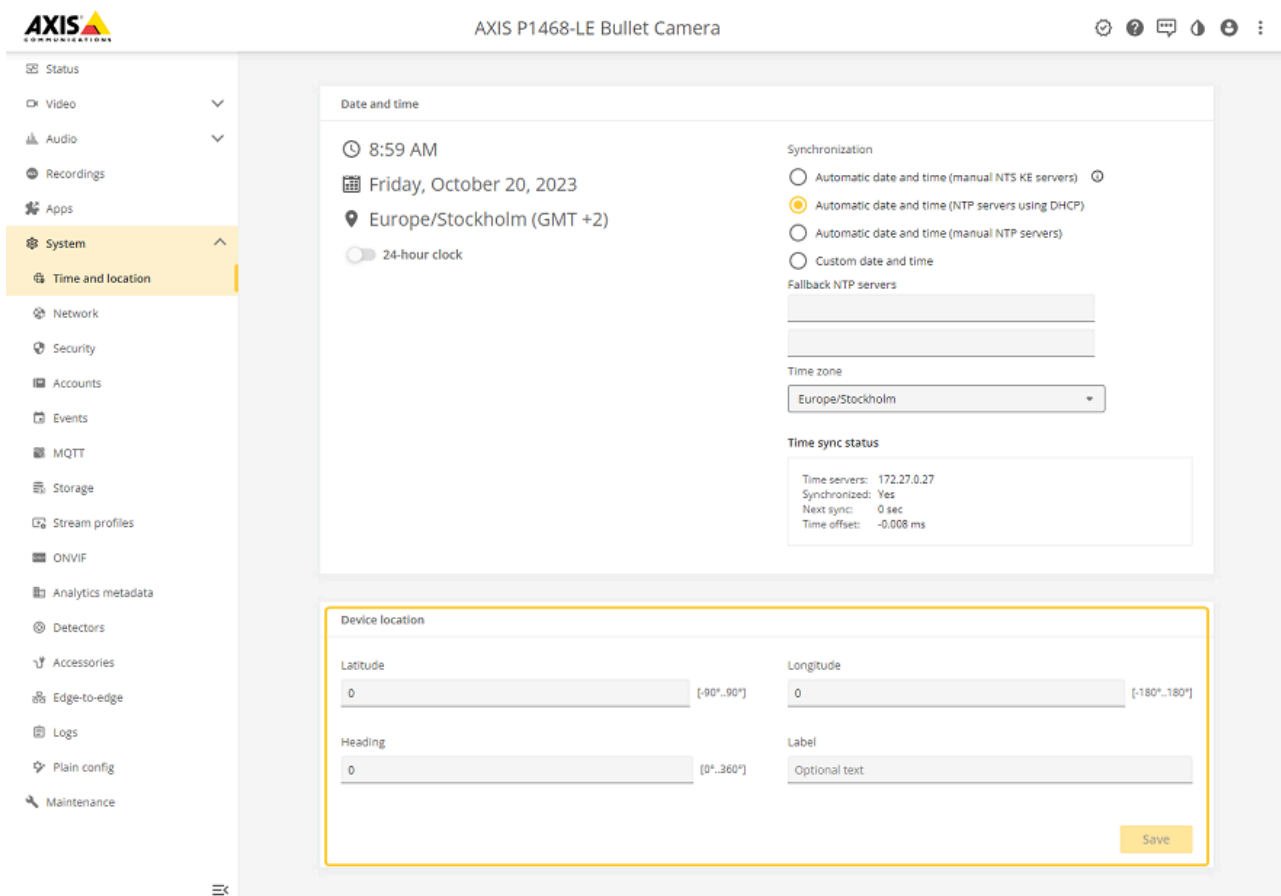 AXIS
COMMUNICATIONS
AXIS P1468-LE Bullet Camera
Status
Video
Audio
Recordings
Apps
System
Time and location
Network
Security
Accounts
Events
MQTT
Storage
Stream profiles
ONVIF
Analytics metadata
Detectors
Accessories
Edge-to-edge
Logs
Plain config
Maintenance
Date and time
8:59 AM
Friday, October 20, 2023
Europe/Stockholm (GMT +2)
24-hour clock
Synchronization
Automatic date and time (manual NTS KE servers)
Automatic date and time (NTP servers using DHCP)
Automatic date and time (manual NTP servers)
Custom date and time
Fallback NTP servers
Time zone
Europe/Stockholm
Time sync status
Time servers: 172.27.0.27
Synchronized: Yes
Next sync: 0 sec
Time offset: -0.008 ms
Device location
Latitude
0 [-90°..90°]
Longitude
0 [-180°..180°]
Heading
0 [0°..360°]
Label
Optional text
Save